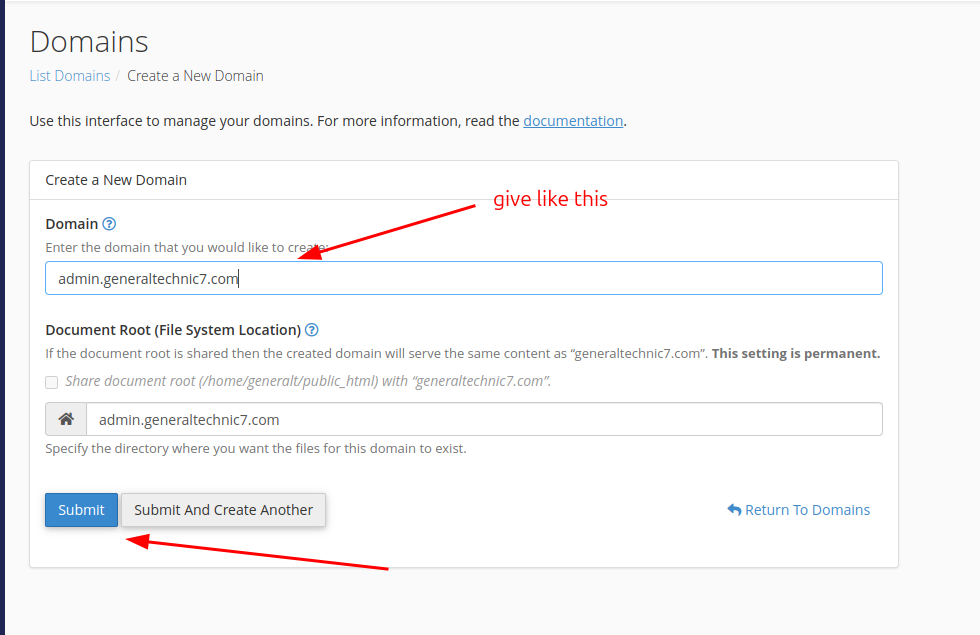 Domains
List Domains / Create a New Domain
Use this interface to manage your domains. For more information, read the documentation.
Create a New Domain
give like this
Domain
Enter the domain that you would like to create:
admin.generaltechnic7.com
Document Root (File System Location)
If the document root is shared then the created domain will serve the same content as “generaltechnic7.com”. This setting is permanent.
Share document root (/home/generalt/public_html) with “generaltechnic7.com”.
admin.generaltechnic7.com
Specify the directory where you want the files for this domain to exist.
Submit Submit And Create Another Return To Domains